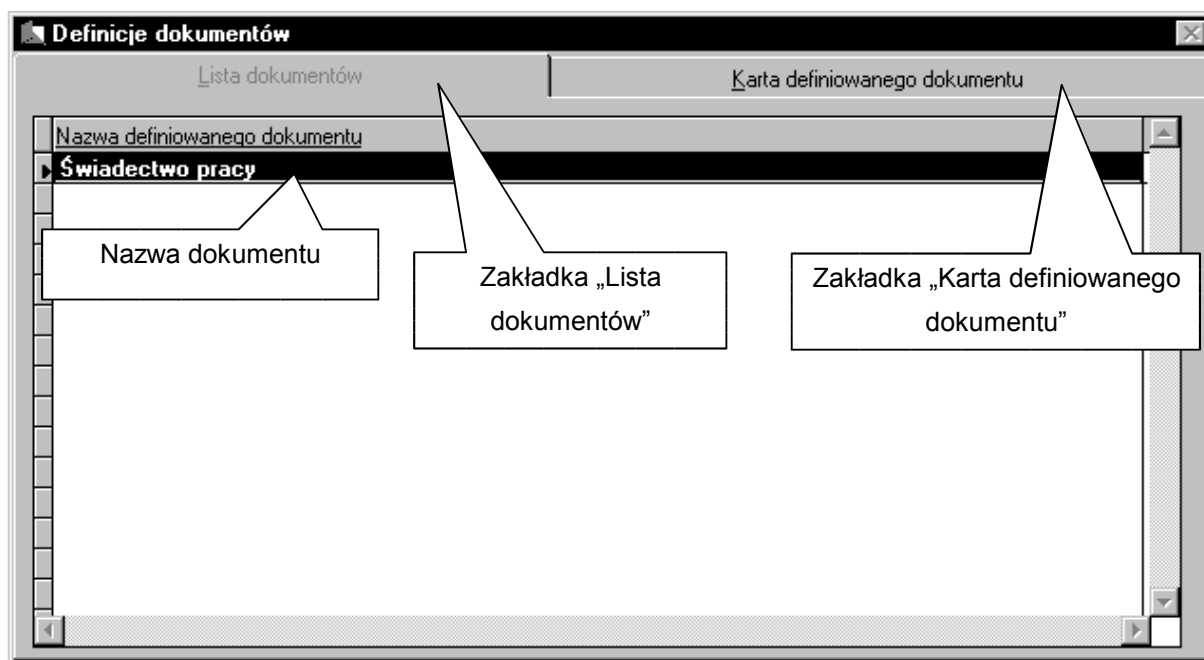 Definicje dokumentów
Lista dokumentów
Karta definiowanego dokumentu
Nazwa definiowanego dokumentu
Świadectwo pracy
Nazwa dokumentu
Zakładka „Lista
dokumentów”
Zakładka „Karta definiowanego
dokumentu”